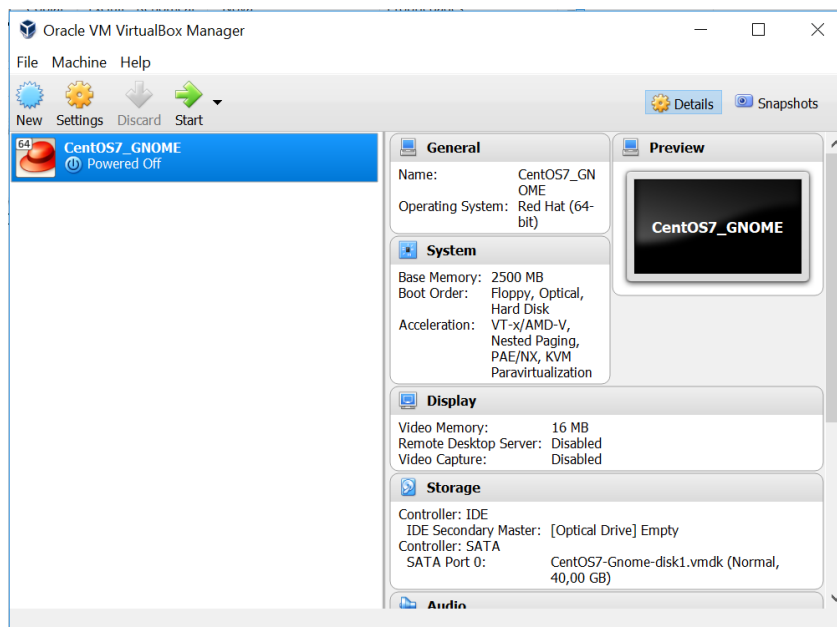 Oracle VM VirtualBox Manager
File Machine Help
New Settings Discard Start
Details Snapshots
64
CentOS7_GNOME
Powered Off
General
Name: CentOS7_GN
OME
Operating System: Red Hat (64-
bit)
Preview
CentOS7_GNOME
System
Base Memory: 2500 MB
Boot Order: Floppy, Optical,
Hard Disk
Acceleration: VT-x/AMD-V,
Nested Paging,
PAE/NX, KVM
Paravirtualization
Display
Video Memory: 16 MB
Remote Desktop Server: Disabled
Video Capture: Disabled
Storage
Controller: IDE
IDE Secondary Master: [Optical Drive] Empty
Controller: SATA
SATA Port 0: CentOS7-Gnome-disk1.vmdk (Normal,
40,00 GB)
Audio